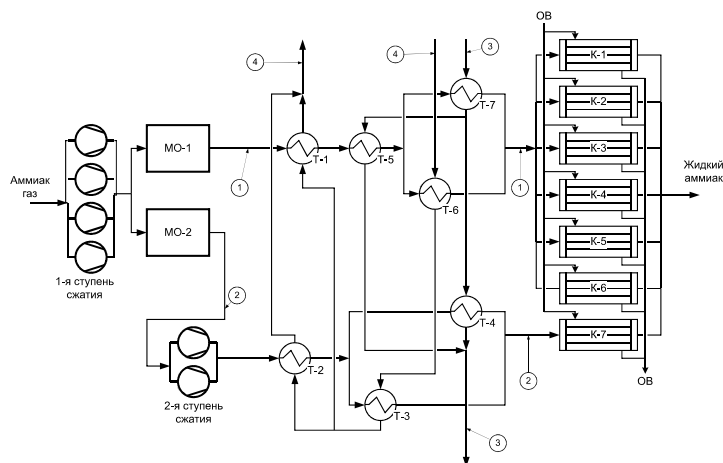 ОВ
4
4
3
К-1
Т-7
К-2
МО-1
К-3
Т-1
Т-5
Аммиак
газ
1
1
Жидкий
аммиак
К-4
Т-6
МО-2
К-5
1-я ступень
сжатия
2
К-6
Т-4
К-7
Т-2
2
ОВ
2-я ступень
сжатия
Т-3
3